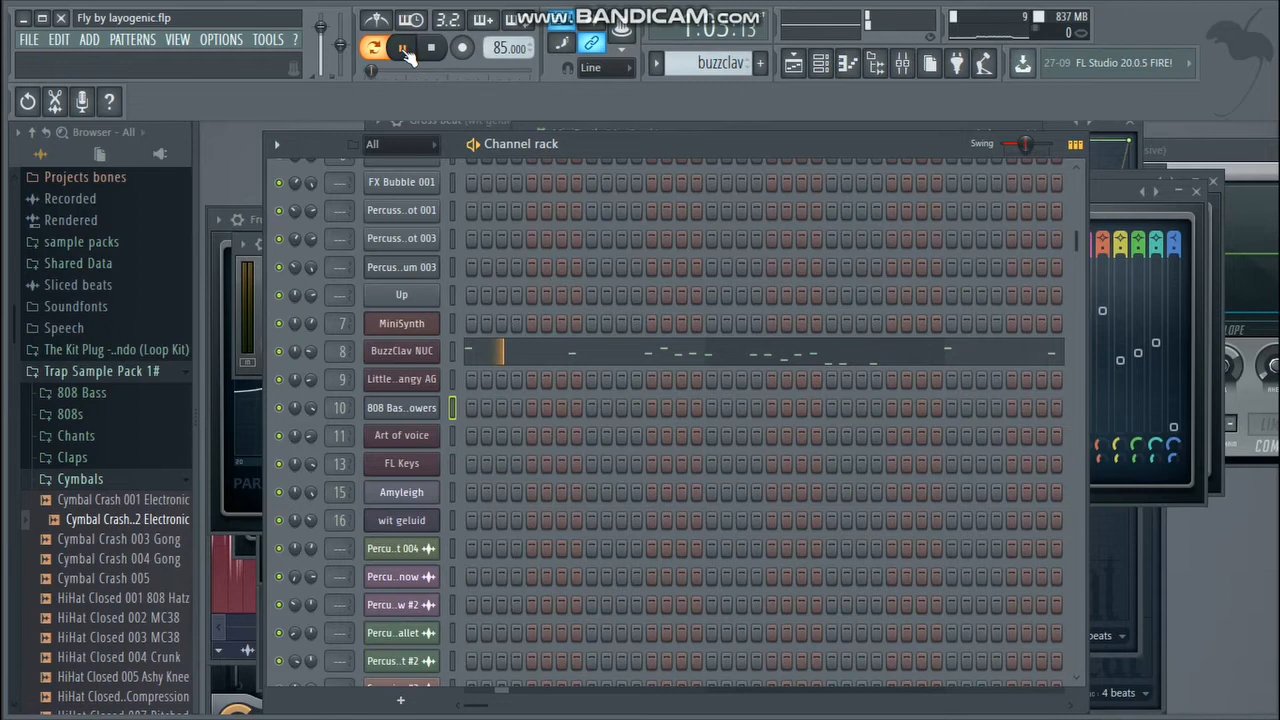 Fly by layogenic.flp
www.BANDICAM.com
FILE EDIT ADD PATTERNS VIEW OPTIONS TOOLS ?
3.2.
85.000
Line
1:05:13
buzzclav
9
837 MB
0
27-09 FL Studio 20.0.5 FIRE!
Browser - All
Projects bones
Recorded
Rendered
sample packs
Shared Data
Sliced beats
Soundfonts
Speech
The Kit Plug -..ndo (Loop Kit)
Trap Sample Pack 1#
808 Bass
808s
Chants
Claps
Cymbals
Cymbal Crash 001 Electronic
Cymbal Crash..2 Electronic
Cymbal Crash 003 Gong
Cymbal Crash 004 Gong
Cymbal Crash 005
HiHat Closed 001 808 Hatz
HiHat Closed 002 MC38
HiHat Closed 003 MC38
HiHat Closed 004 Crunk
HiHat Closed 005 Ashy Knee
HiHat Closed..Compression
All
Channel rack
Swing
FX Bubble 001
Percuss..ot 001
Percuss..ot 003
Percus..um 003
Up
7 MiniSynth
8 BuzzClav NUC
9 Little..angy AG
10 808 Bas..owers
11 Art of voice
13 FL Keys
15 Amyleigh
16 wit geluid
Percu..t 004
Percu..now
Percu..w #2
Percu..allet
Percus..t #2
4 beats